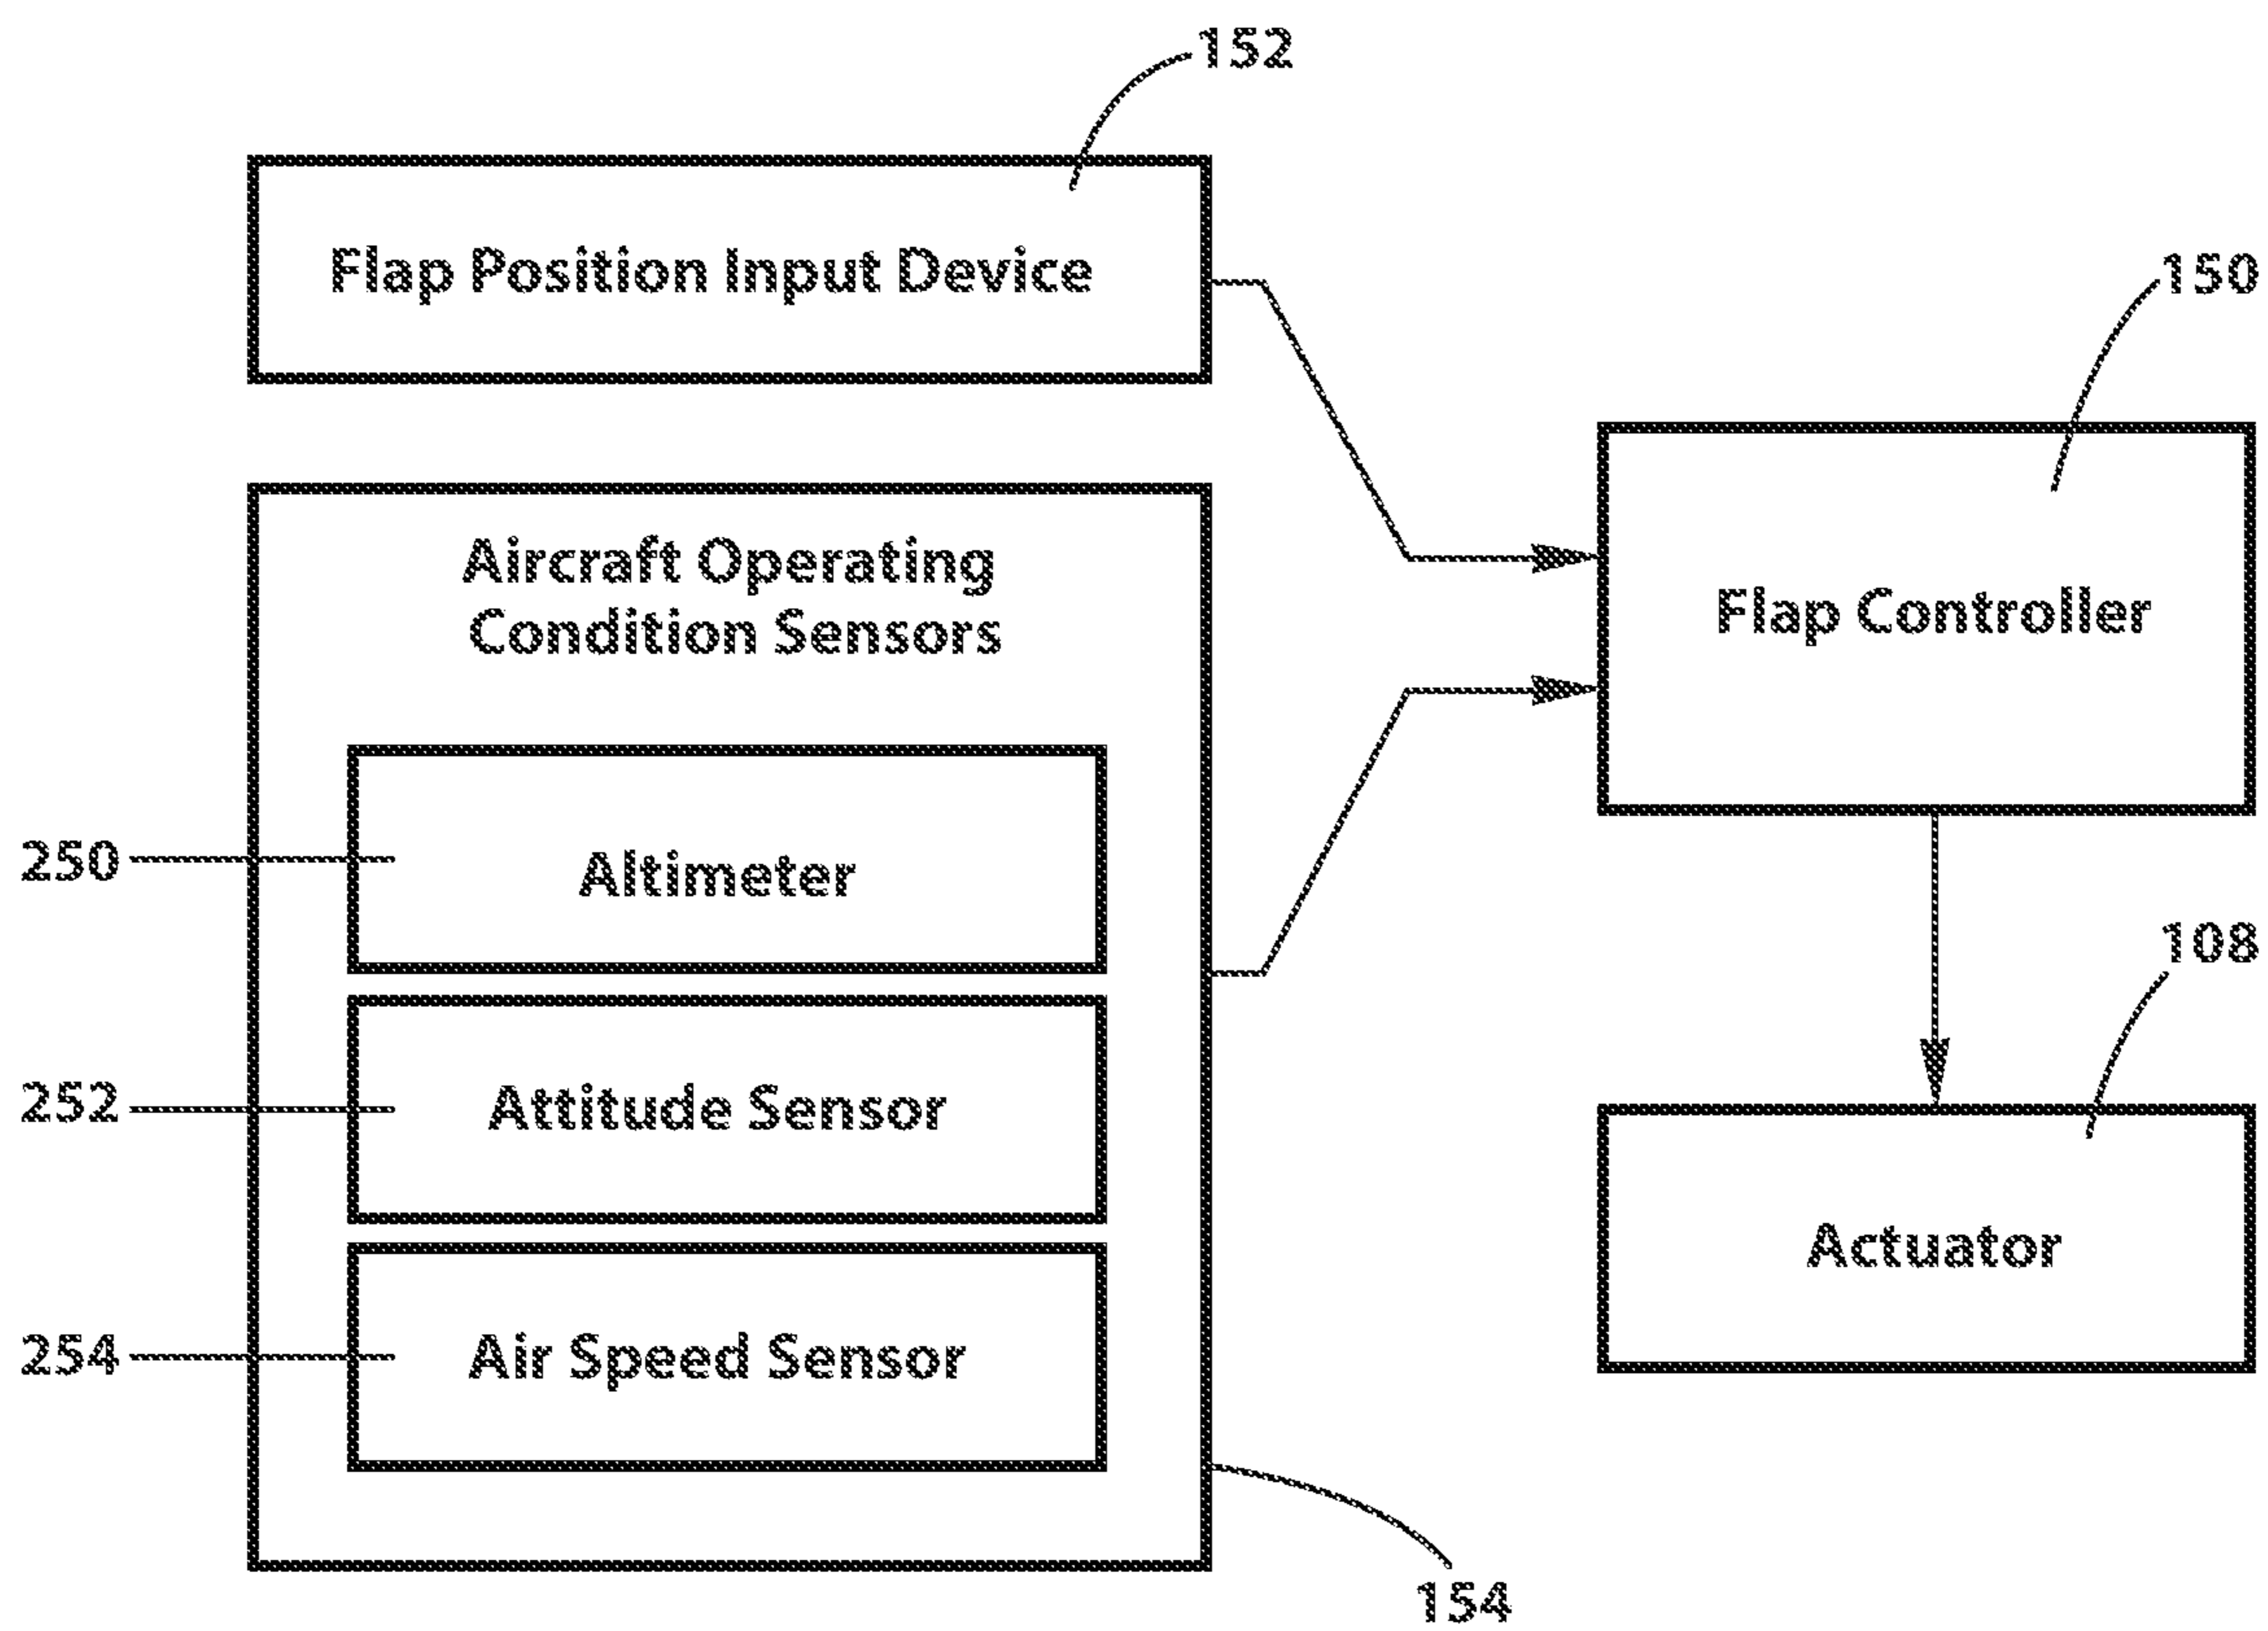 152
Flap Position Input Device
150
Aircraft Operating
Condition Sensors
Flap Controller
250
Altimeter
108
252
Attitude Sensor
Actuator
254
Air Speed Sensor
154